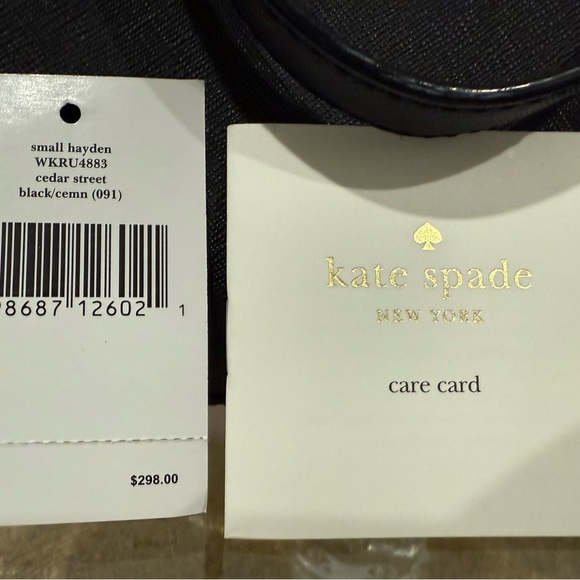 small hayden
WKRU4883
cedar street
black/cemn (091)
98687 12602 1
$298.00
kate spade
NEW YORK
care card